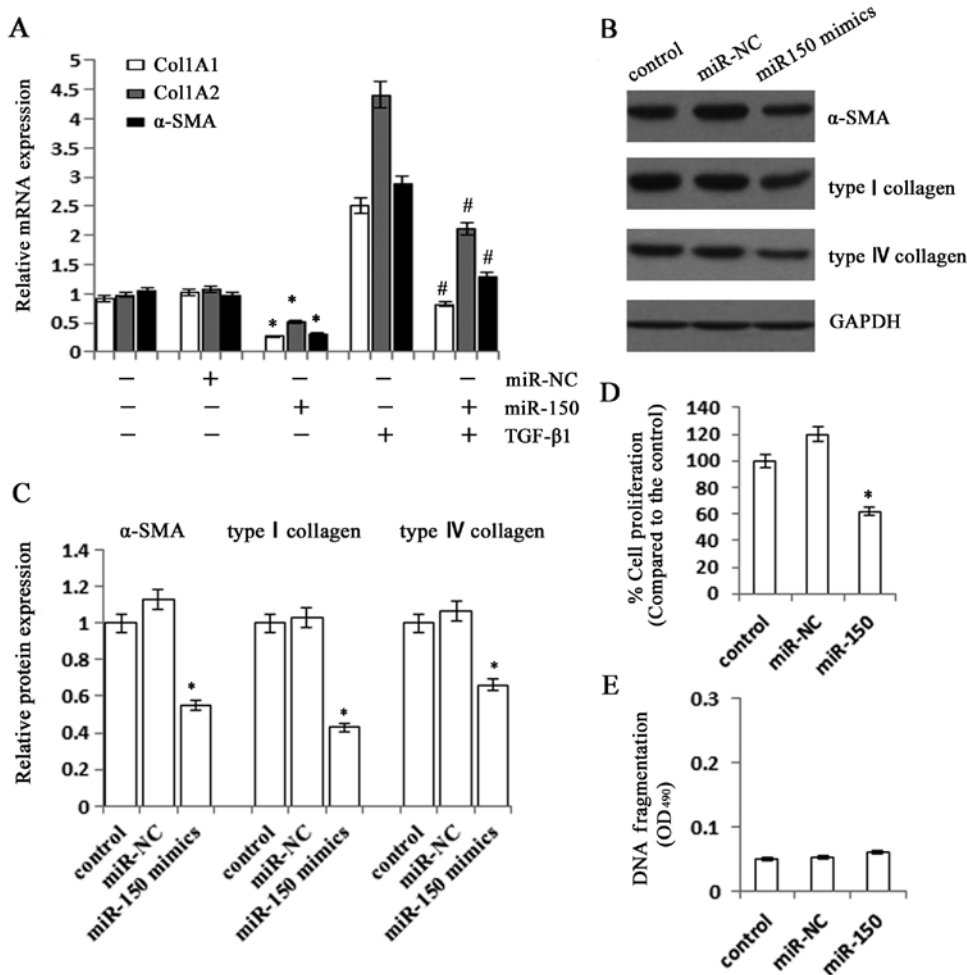 A
Relative mRNA expression
5
4.5
4
3.5
3
2.5
2
1.5
1
0.5
0
Col1A1
Col1A2
α-SMA
* * *
# # #
– + – – – miR-NC
– – + – + miR-150
– – – + + TGF-β1
B
control miR-NC miR150 mimics
α-SMA
type Ⅰ collagen
type Ⅳ collagen
GAPDH
C
α-SMA type Ⅰ collagen type Ⅳ collagen
Relative protein expression
1.4
1.2
1
0.8
0.6
0.4
0.2
0
* * *
control miR-NC miR-150 mimics control miR-NC miR-150 mimics control miR-NC miR-150 mimics
D
% Cell proliferation
(Compared to the control)
140
120
100
80
60
40
20
0
*
control miR-NC miR-150
E
DNA fragmentation
(OD490)
0.3
0.2
0.1
0
control miR-NC miR-150